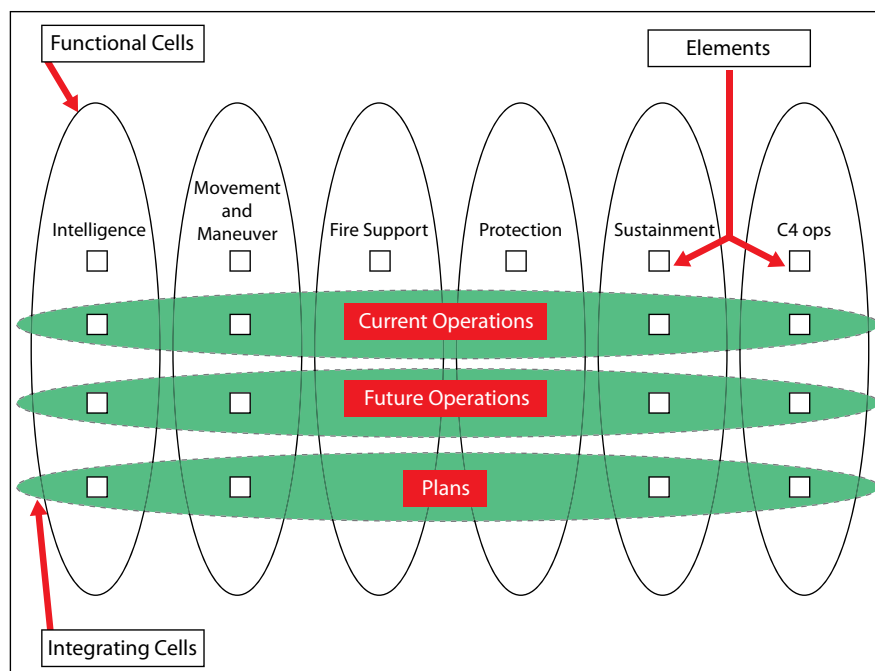 Functional Cells
Elements
Movement
and
Maneuver
Intelligence
Fire Support
Protection
Sustainment
C4 ops
Current Operations
Future Operations
Plans
Integrating Cells